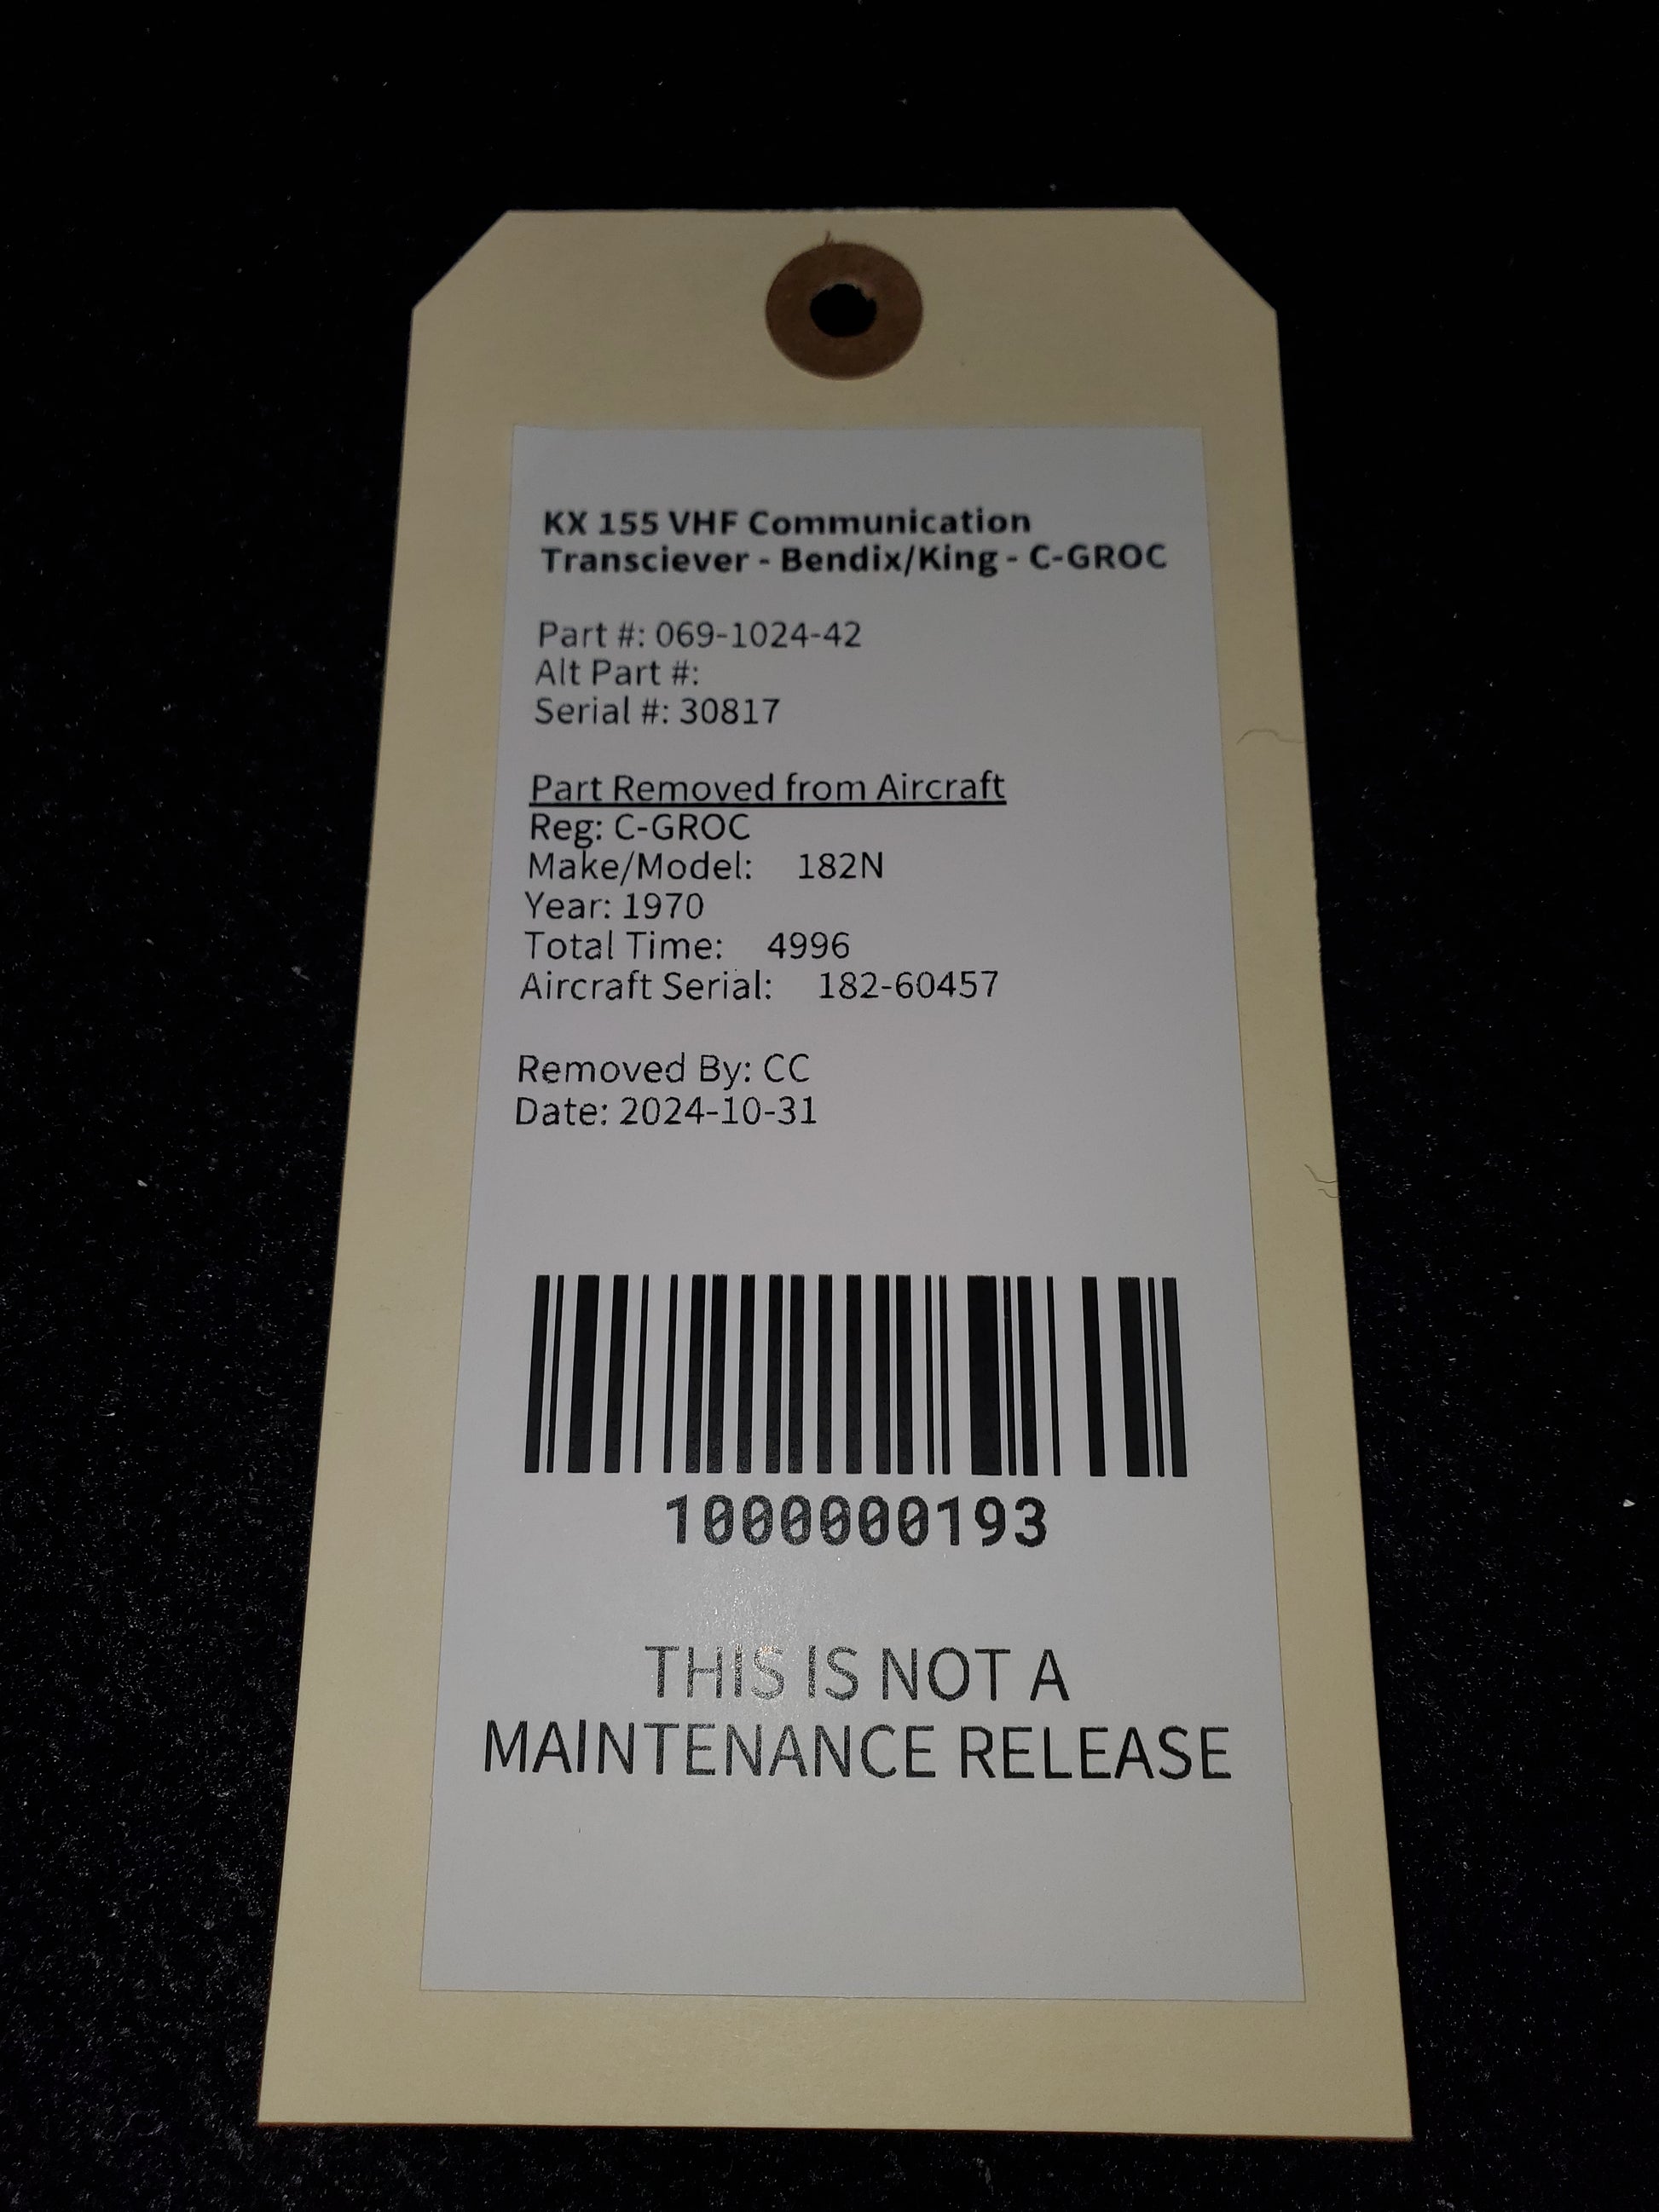 KX 155 VHF Communication
Transciever - Bendix/King - C-GROC
Part #: 069-1024-42
Alt Part #:
Serial #: 30817
Part Removed from Aircraft
Reg: C-GROC
Make/Model: 182N
Year: 1970
Total Time: 4996
Aircraft Serial: 182-60457
Removed By: CC
Date: 2024-10-31
1000000193
THIS IS NOT A
MAINTENANCE RELEASE